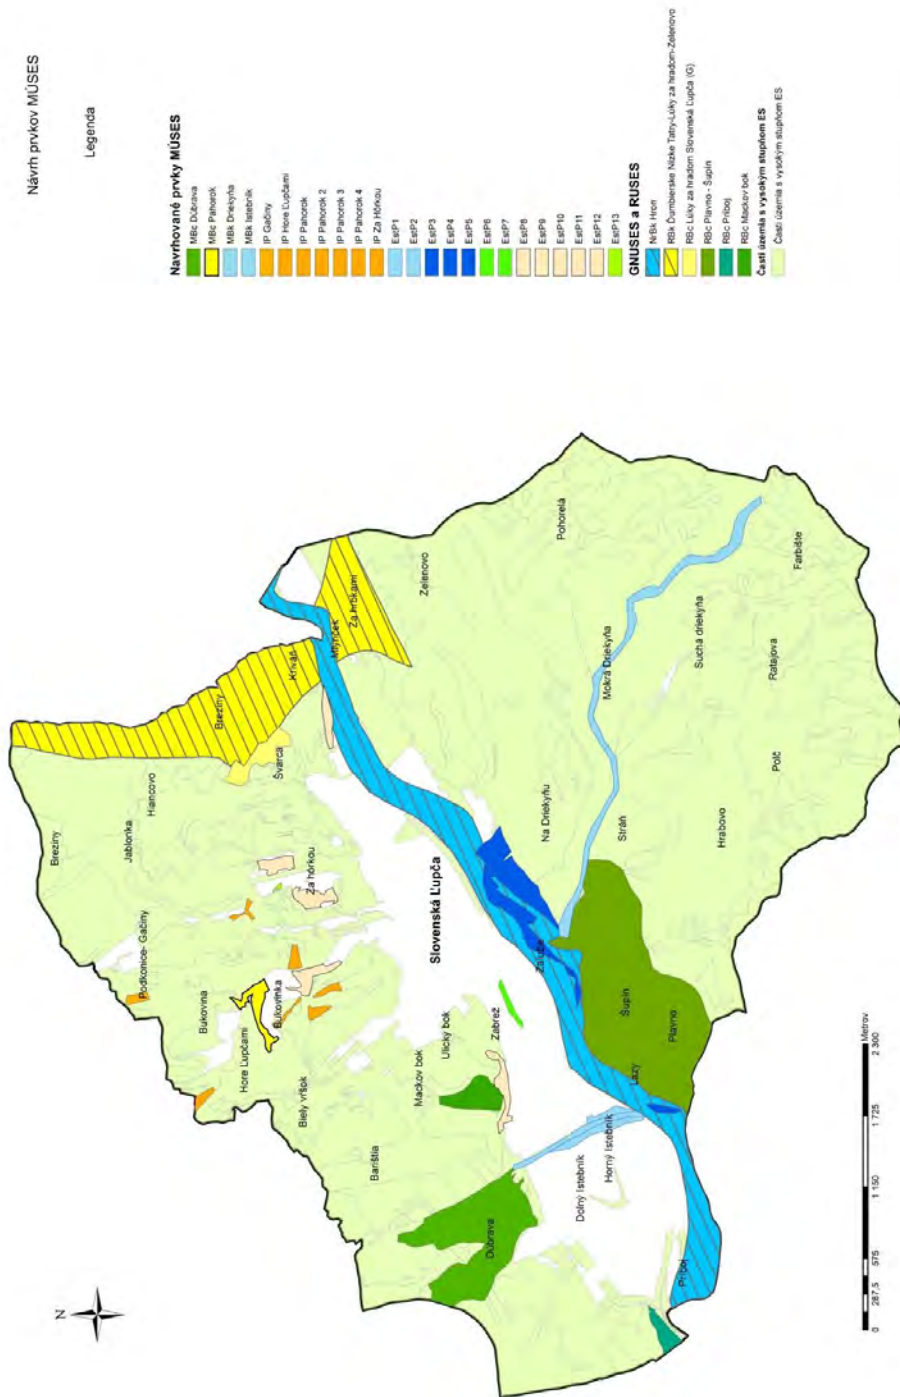 Návrh prvkov MÚSES
Legenda
Navrhované prvky MÚSES
MBc Dúbrava
MBc Pahorok
MBk Driekyňa
MBk Istebník
IP Gačiny
IP Hore Ľupčami
IP Pahorok
IP Pahorok 2
IP Pahorok 3
IP Pahorok 4
IP Za Hôrkou
EstP1
EstP2
EstP3
EstP4
EstP5
EstP6
EstP7
EstP8
EstP9
EstP10
EstP11
EstP12
EstP13
GNUSES a RUSES
NrBk Hron
RBk Ďumbierske Nízke Tatry-Lúky za hradom-Zelenovo
RBc Lúky za hradom Slovenská Ľupča (G)
RBc Plavno - Šupín
RBc Príboj
RBc Mackov bok
Časti územia s vysokým stupňom ES
Časti územia s vysokým stupňom ES
N
Breziny
Jablonka
Hiancovo
Podkonice- Gačiny
Bukovina
Hore Ľupčami
Bukovinka
Biely vŕšok
Barištia
Za hôrkou
Švarca
Breziny
Kriváň
Mlynček
Za hrbkami
Zelenovo
Pohorelá
Farbište
Mokrá Driekyňa
Suchá driekyňa
Ratajova
Polč
Hrabovo
Stráň
Na Driekyňu
Slovenská Ľupča
Mackov bok
Ulický bok
Zábrež
Zalúče
Šupín
Plavno
Lazy
Dúbrava
Dolný Istebník
Horný Istebník
Príboj
0 287,5 575 1 150 1 725 2 300
Metrov